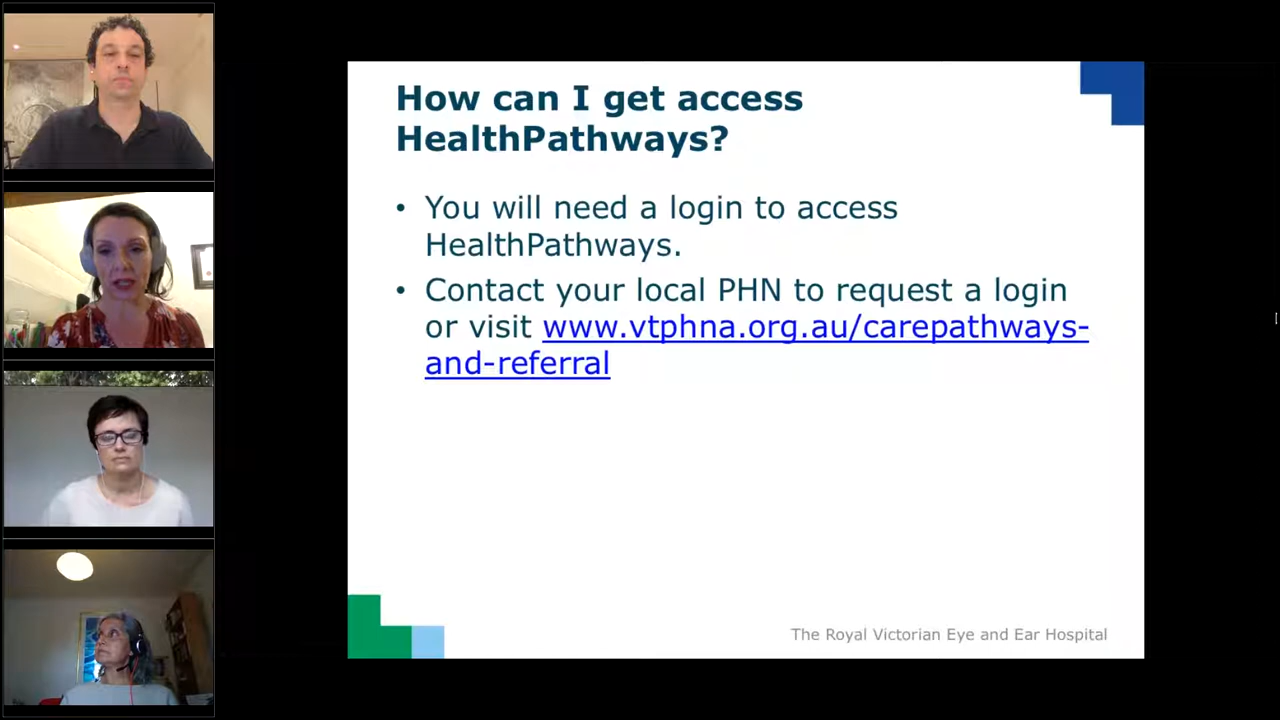 How can I get access
HealthPathways?
• You will need a login to access
HealthPathways.
• Contact your local PHN to request a login
or visit www.vtphna.org.au/carepathways-
and-referral
The Royal Victorian Eye and Ear Hospital